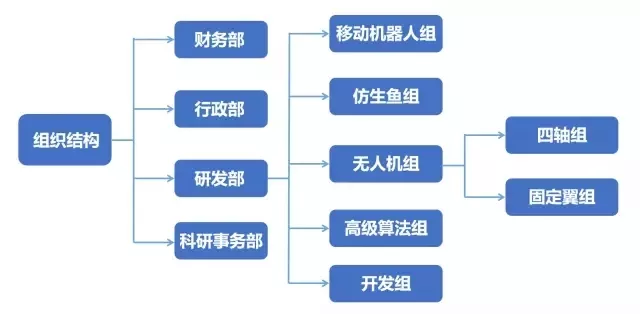 组织结构
财务部
行政部
研发部
科研事务部
移动机器人组
仿生鱼组
无人机组
高级算法组
开发组
四轴组
固定翼组